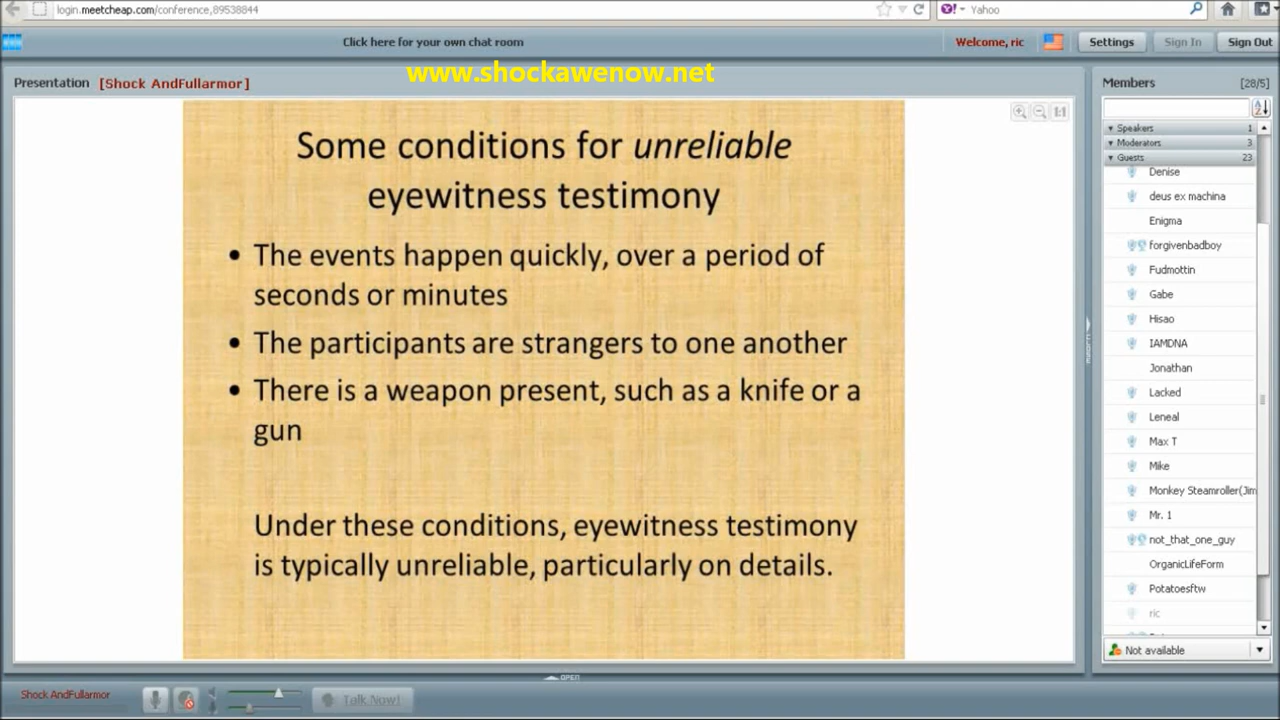 login.meetcheap.com/conference,89538844
Yahoo
Click here for your own chat room
Welcome, ric
Settings
Sign In
Sign Out
www.shockawenow.net
Presentation [Shock AndFullarmor]
Members [28/5]
Some conditions for unreliable
eyewitness testimony
• The events happen quickly, over a period of
seconds or minutes
• The participants are strangers to one another
• There is a weapon present, such as a knife or a
gun
Under these conditions, eyewitness testimony
is typically unreliable, particularly on details.
Speakers 1
Moderators 3
Guests 23
Denise
deus ex machina
Enigma
forgivenbadboy
Fudmottin
Gabe
Hisao
IAMDNA
Jonathan
Lacked
Leneal
Max T
Mike
Monkey Steamroller(Jim
Mr. 1
not_that_one_guy
OrganicLifeForm
Potatoesftw
ric
Not available
OPEN
Shock AndFullarmor
Talk Now!